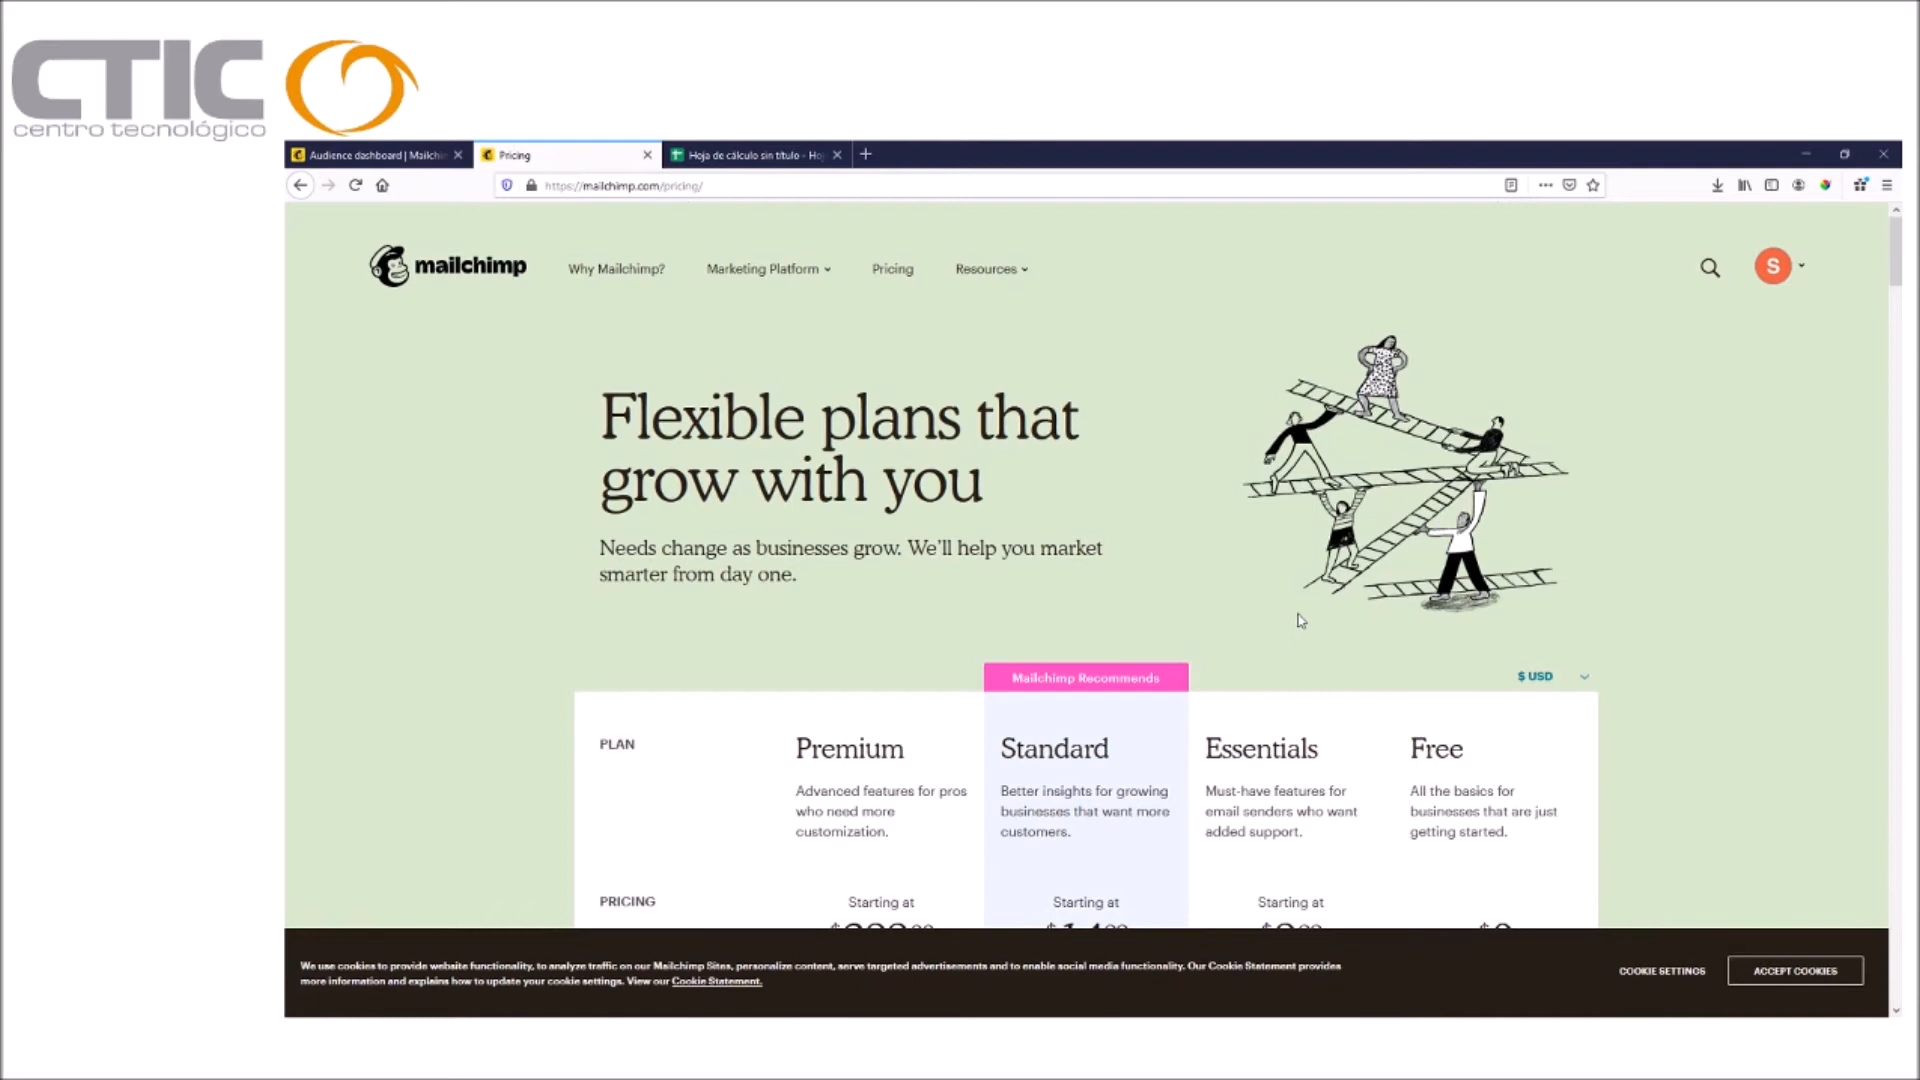 CTIC
centro tecnológico
Audience dashboard | Mailchi
Pricing
Hoja de cálculo sin título - Ho
https://mailchimp.com/pricing/
mailchimp
Why Mailchimp?
Marketing Platform
Pricing
Resources
S
Flexible plans that
grow with you
Needs change as businesses grow. We'll help you market
smarter from day one.
Mailchimp Recommends
$ USD
PLAN
Premium
Advanced features for pros
who need more
customization.
Standard
Better insights for growing
businesses that want more
customers.
Essentials
Must-have features for
email senders who want
added support.
Free
All the basics for
businesses that are just
getting started.
PRICING
Starting at
Starting at
Starting at
We use cookies to provide website functionality, to analyze traffic on our Mailchimp Sites, personalize content, serve targeted advertisements and to enable social media functionality. Our Cookie Statement provides
more information and explains how to update your cookie settings. View our Cookie Statement.
COOKIE SETTINGS
ACCEPT COOKIES